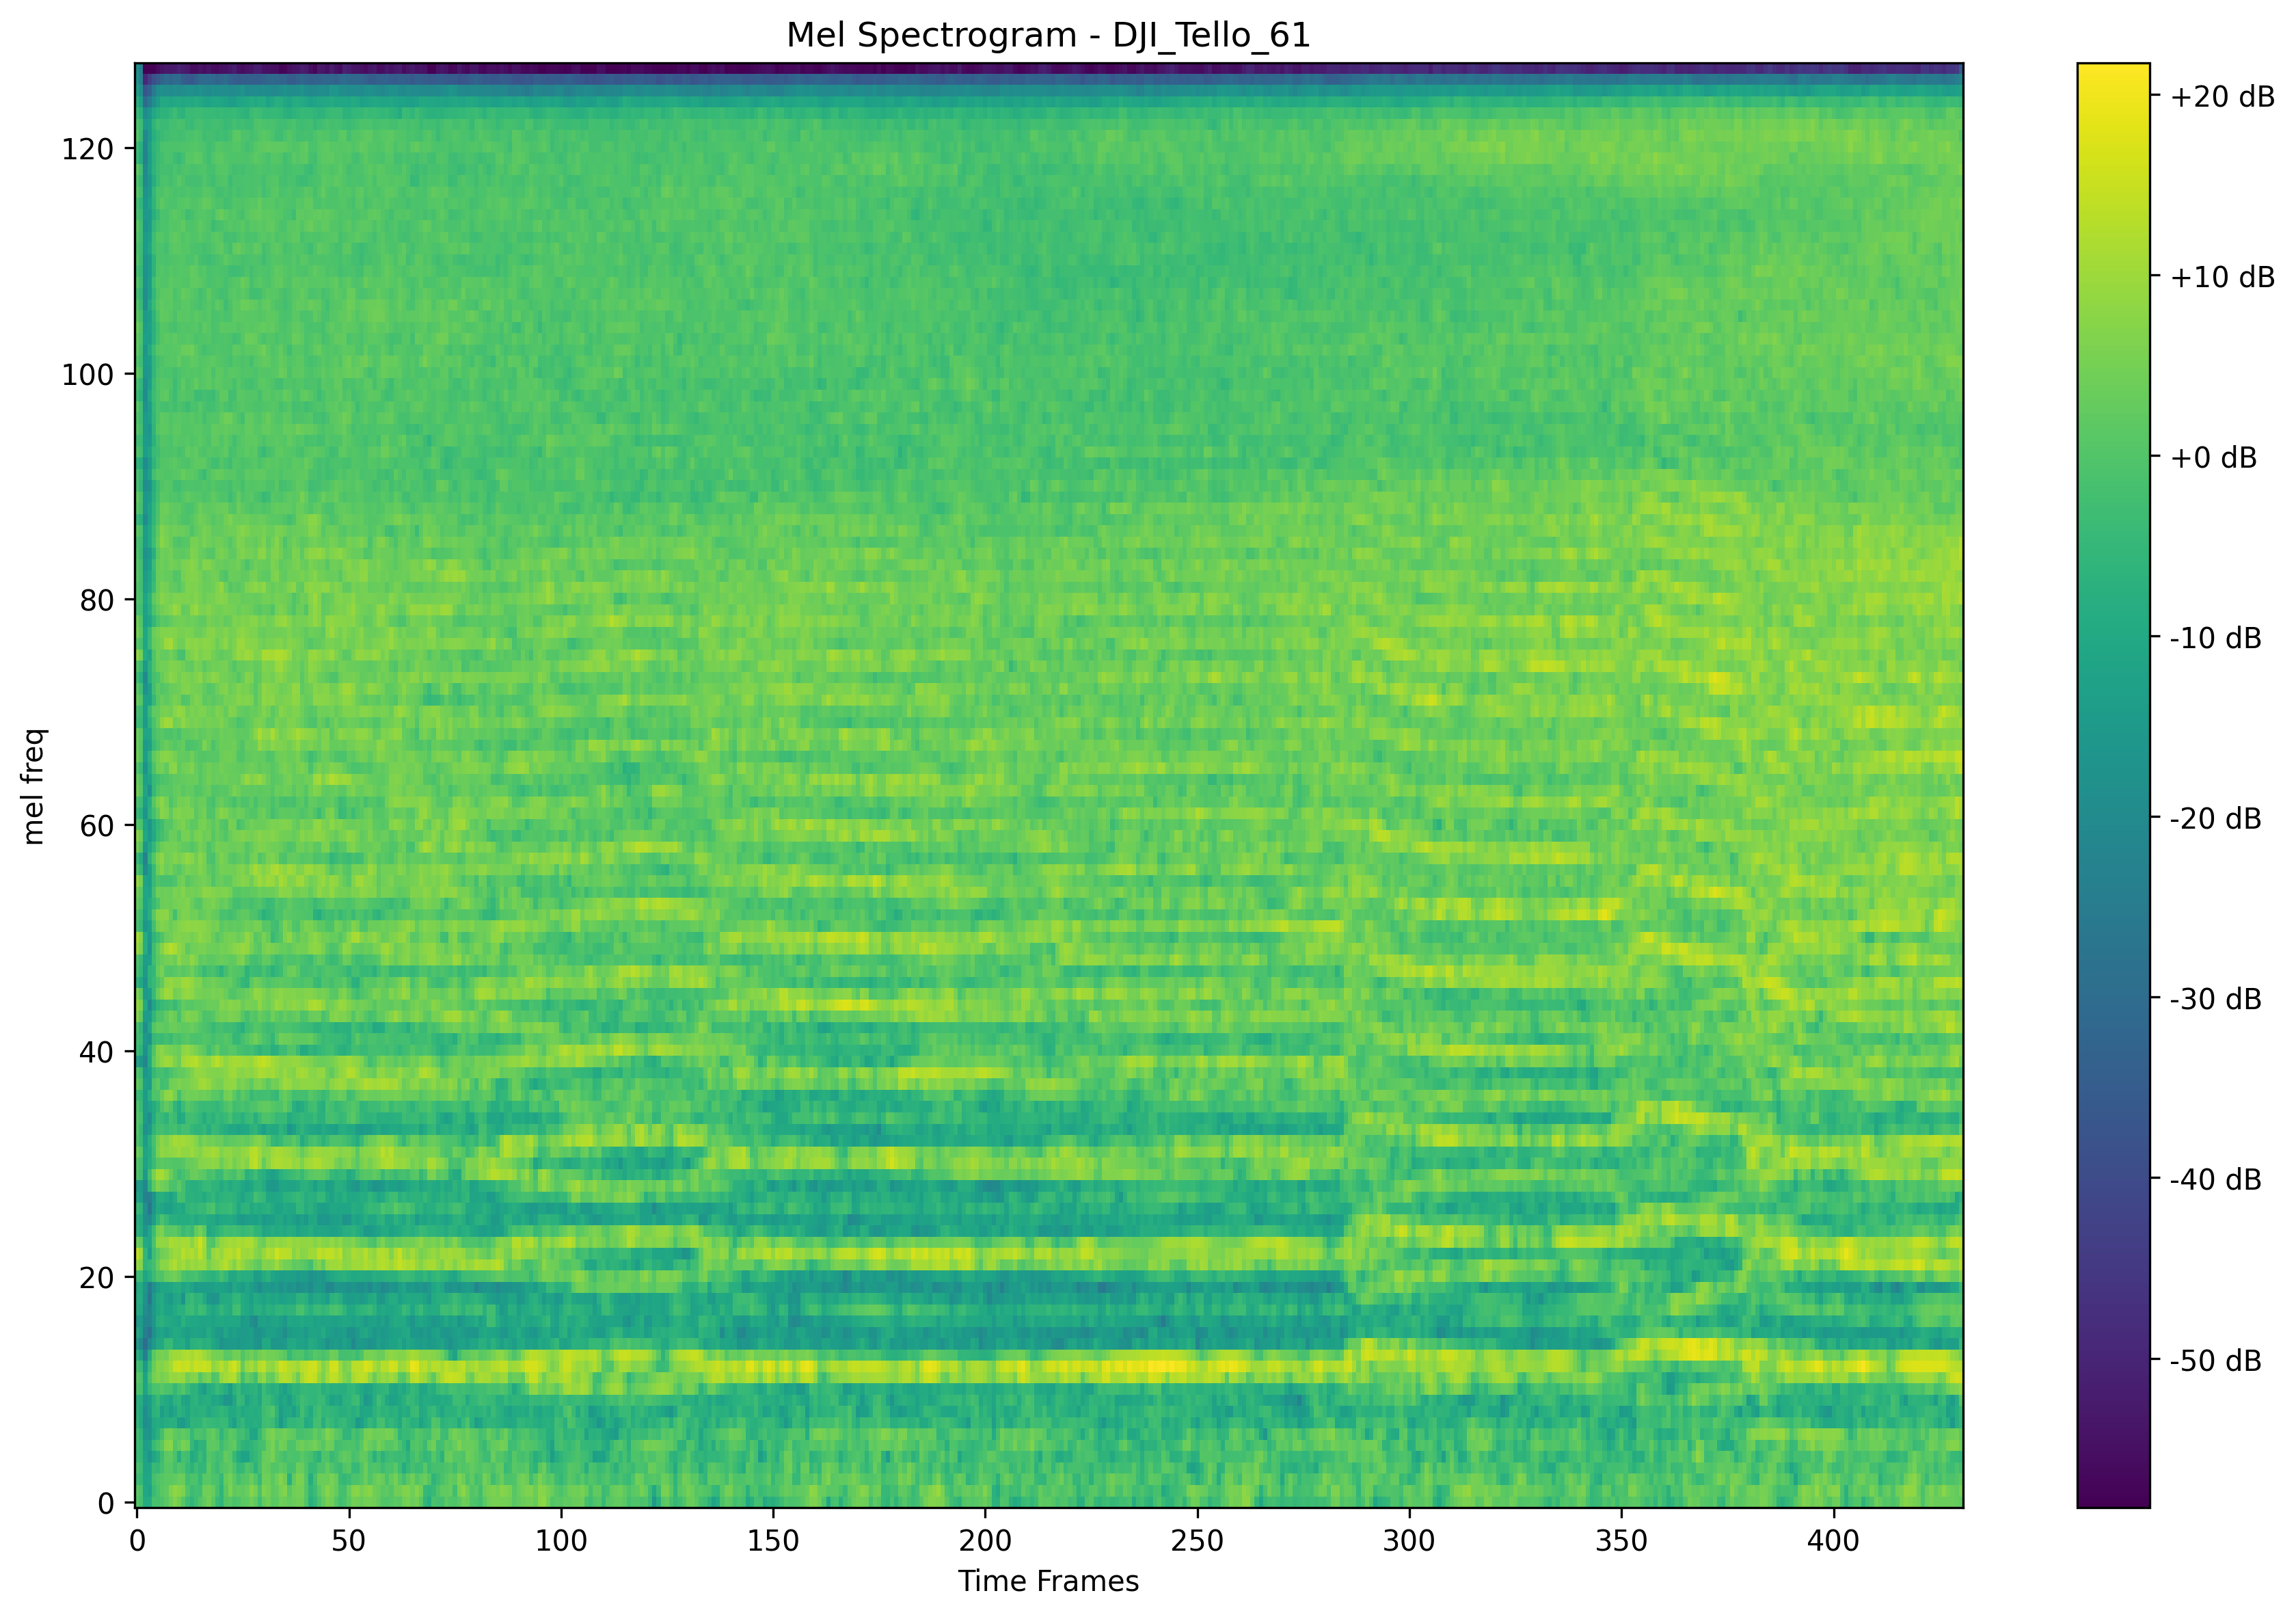 Mel Spectrogram - DJI_Tello_61
+20 dB
120
+10 dB
100
+0 dB
80
-10 dB
mel freq
60
-20 dB
40
-30 dB
-40 dB
20
-50 dB
0
0 50 100 150 200 250 300 350 400
Time Frames